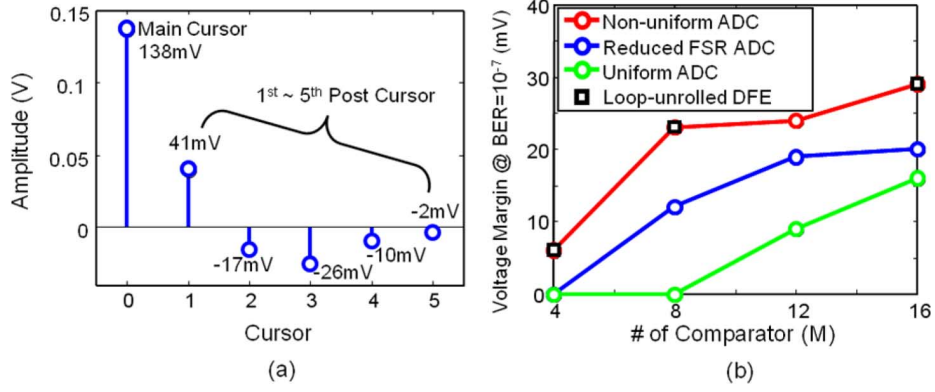 (a)
0.15
0.1
0.05
0
Amplitude (V)
Main Cursor
138mV
41mV
1st ~ 5th Post Cursor
-17mV
-26mV
-10mV
-2mV
0 1 2 3 4 5
Cursor
(b)
40
30
20
10
0
Voltage Margin @ BER=10-7 (mV)
Non-uniform ADC
Reduced FSR ADC
Uniform ADC
Loop-unrolled DFE
4 8 12 16
# of Comparator (M)